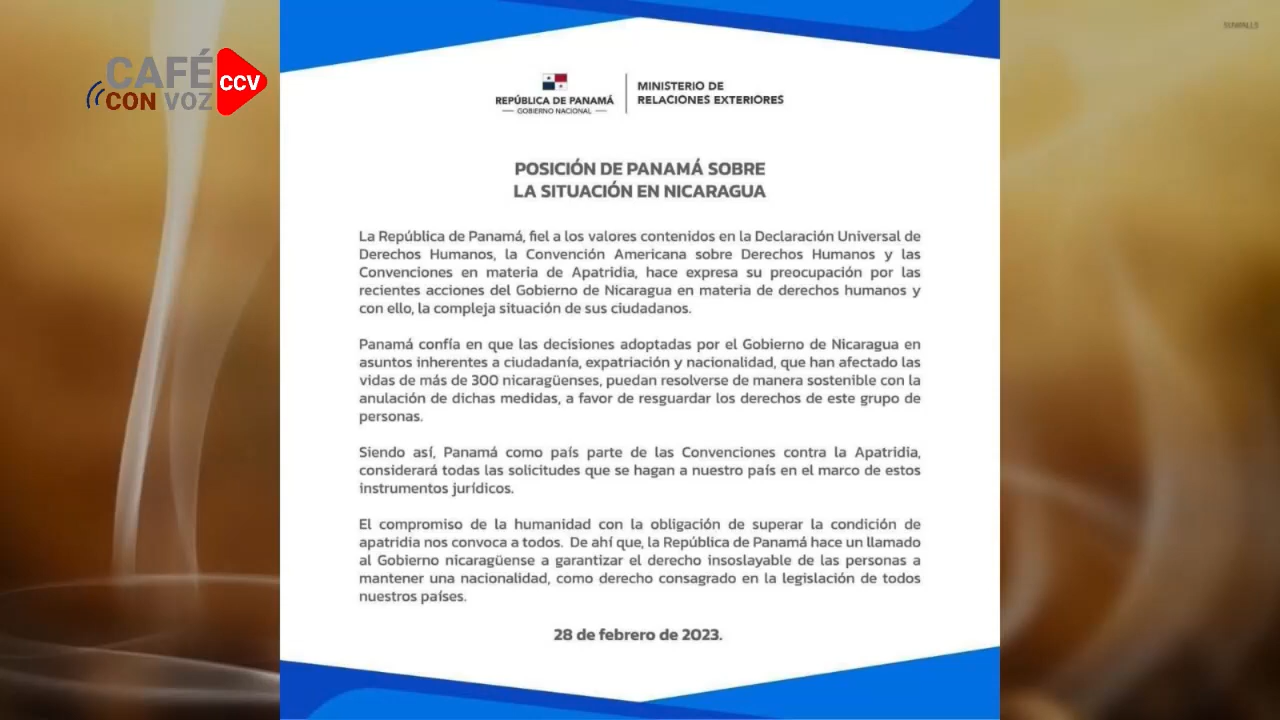 CAFÉ
CON VOZ
CCV
REPÚBLICA DE PANAMÁ
— GOBIERNO NACIONAL —
MINISTERIO DE
RELACIONES EXTERIORES
POSICIÓN DE PANAMÁ SOBRE
LA SITUACIÓN EN NICARAGUA
La República de Panamá, fiel a los valores contenidos en la Declaración Universal de
Derechos Humanos, la Convención Americana sobre Derechos Humanos y las
Convenciones en materia de Apatridia, hace expresa su preocupación por las
recientes acciones del Gobierno de Nicaragua en materia de derechos humanos y
con ello, la compleja situación de sus ciudadanos.
Panamá confía en que las decisiones adoptadas por el Gobierno de Nicaragua en
asuntos inherentes a ciudadanía, expatriación y nacionalidad, que han afectado las
vidas de más de 300 nicaragüenses, puedan resolverse de manera sostenible con la
anulación de dichas medidas, a favor de resguardar los derechos de este grupo de
personas.
Siendo así, Panamá como país parte de las Convenciones contra la Apatridia,
considerará todas las solicitudes que se hagan a nuestro país en el marco de estos
instrumentos jurídicos.
El compromiso de la humanidad con la obligación de superar la condición de
apatridia nos convoca a todos. De ahí que, la República de Panamá hace un llamado
al Gobierno nicaragüense a garantizar el derecho insoslayable de las personas a
mantener una nacionalidad, como derecho consagrado en la legislación de todos
nuestros países.
28 de febrero de 2023.